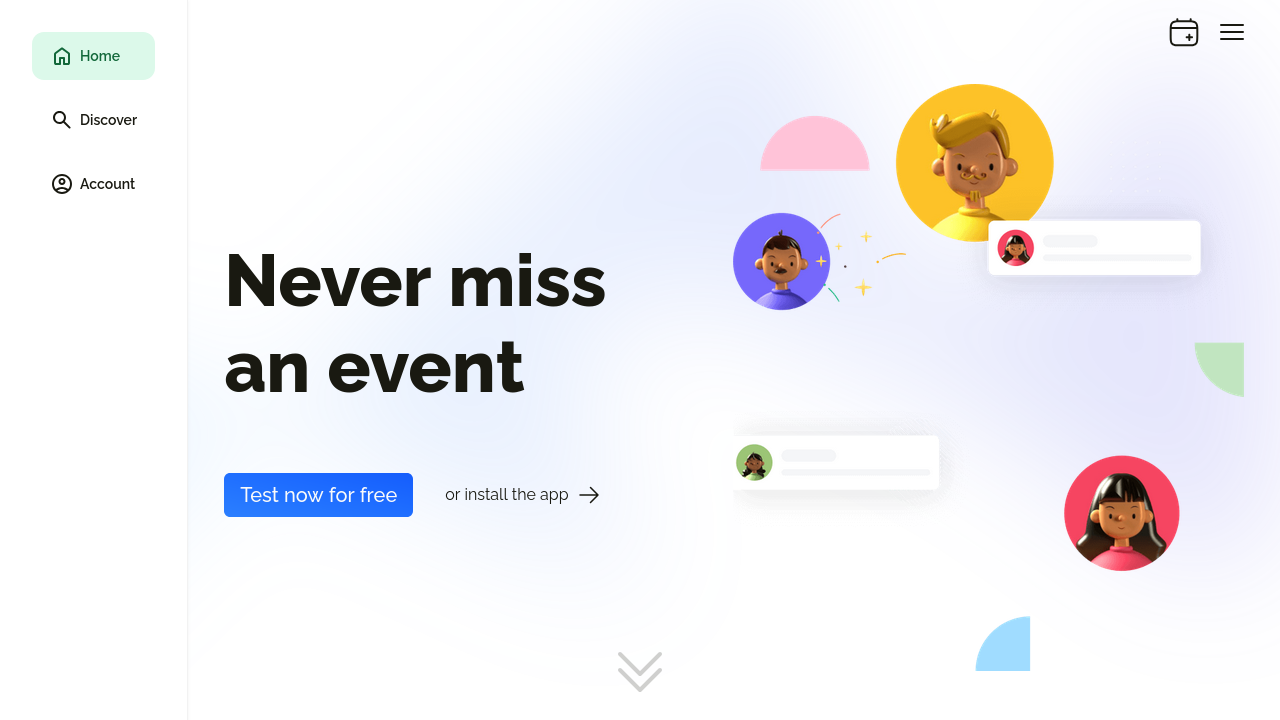 Home
Discover
Account
Never miss
an event
Test now for free
or install the app